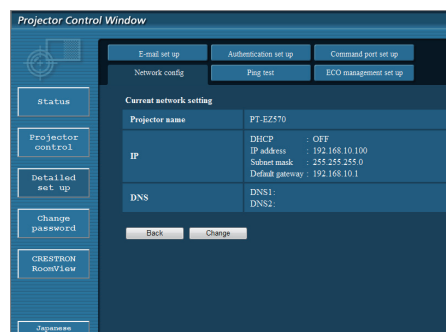 Projector Control Window
E-mail set up
Authentication set up
Command port set up
Network config
Ping test
ECO management set up
Status
Projector
control
Detailed
set up
Change
password
CRESTRON
RoomView
Japanese
Current network setting
Projector name
PT-EZ570
IP
DHCP : OFF
IP address : 192.168.10.100
Subnet mask : 255.255.255.0
Default gateway : 192.168.10.1
DNS
DNS1:
DNS2:
Back
Change